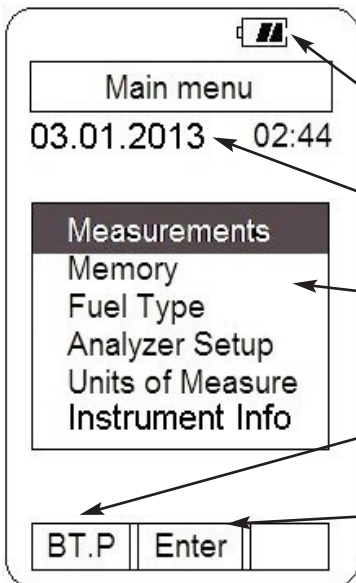 Main menu
03.01.2013 02:44
Measurements
Memory
Fuel Type
Analyzer Setup
Units of Measure
Instrument Info
BT.P Enter